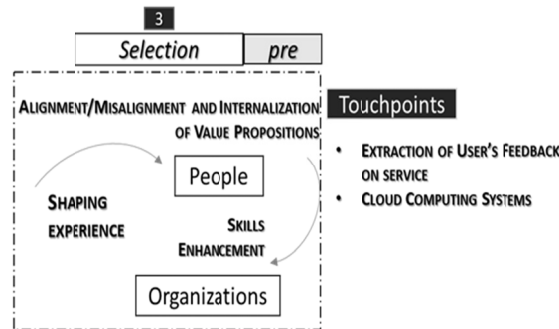 3
Selection
pre
ALIGNMENT/MISALIGNMENT AND INTERNALIZATION
OF VALUE PROPOSITIONS
People
SHAPING
EXPERIENCE
SKILLS
ENHANCEMENT
Organizations
Touchpoints
• EXTRACTION OF USER'S FEEDBACK
ON SERVICE
• CLOUD COMPUTING SYSTEMS